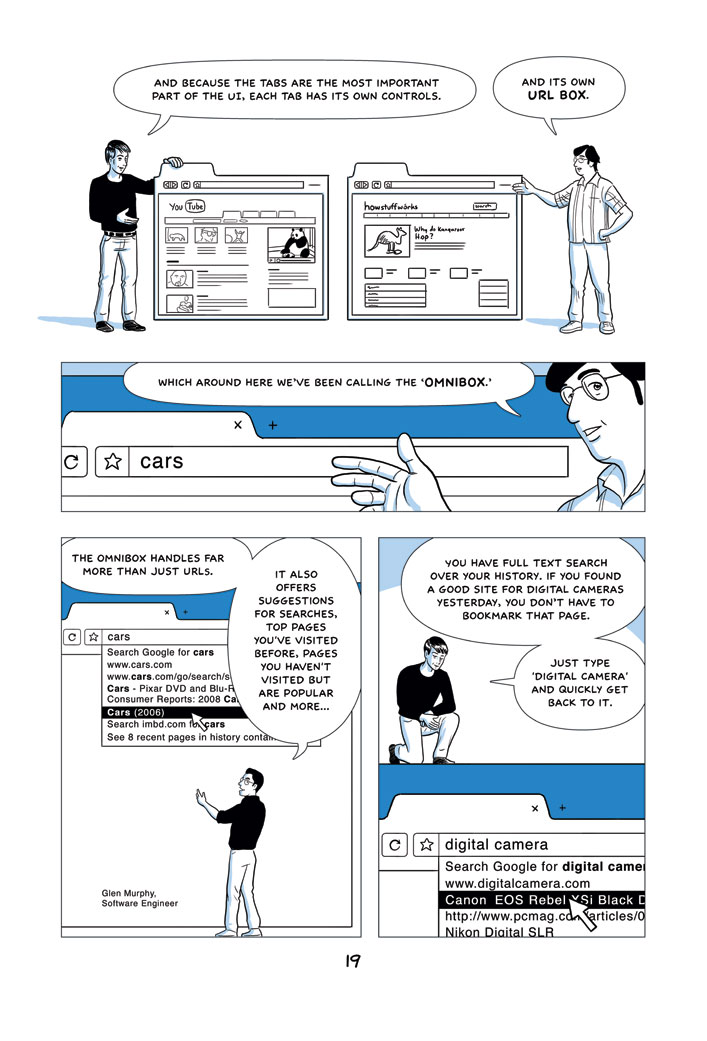 AND BECAUSE THE TABS ARE THE MOST IMPORTANT
PART OF THE UI, EACH TAB HAS ITS OWN CONTROLS.
AND ITS OWN
URL BOX.
You Tube
howstuffworks
search
Why do Kangaroos
Hop?
WHICH AROUND HERE WE'VE BEEN CALLING THE 'OMNIBOX.'
x +
cars
THE OMNIBOX HANDLES FAR
MORE THAN JUST URLS.
IT ALSO
OFFERS
SUGGESTIONS
FOR SEARCHES,
TOP PAGES
YOU'VE VISITED
BEFORE, PAGES
YOU HAVEN'T
VISITED BUT
ARE POPULAR
AND MORE...
x +
cars
Search Google for cars
www.cars.com
www.cars.com/go/search/s
Cars - Pixar DVD and Blu-R
Consumer Reports: 2008 Ca
Cars (2006)
Search imbd.com for cars
See 8 recent pages in history contai
Glen Murphy,
Software Engineer
YOU HAVE FULL TEXT SEARCH
OVER YOUR HISTORY. IF YOU FOUND
A GOOD SITE FOR DIGITAL CAMERAS
YESTERDAY, YOU DON'T HAVE TO
BOOKMARK THAT PAGE.
JUST TYPE
'DIGITAL CAMERA'
AND QUICKLY GET
BACK TO IT.
x +
digital camera
Search Google for digital camer
www.digitalcamera.com
Canon EOS Rebel XSi Black D
http://www.pcmag.com/articles/0
Nikon Digital SLR
19